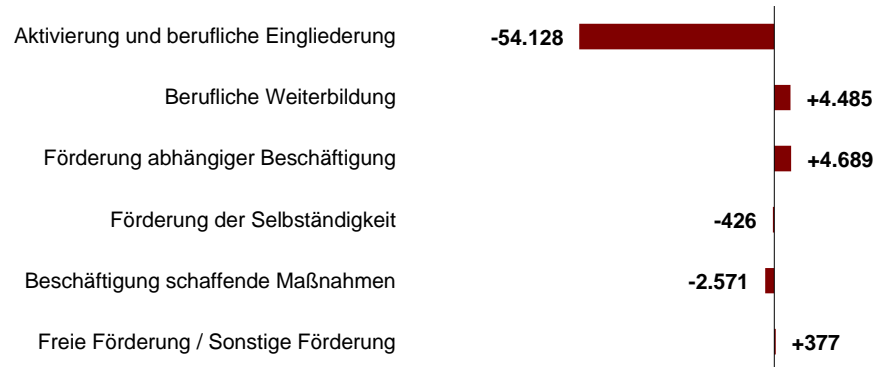 Aktivierung und berufliche Eingliederung -54.128
Berufliche Weiterbildung +4.485
Förderung abhängiger Beschäftigung +4.689
Förderung der Selbständigkeit -426
Beschäftigung schaffende Maßnahmen -2.571
Freie Förderung / Sonstige Förderung +377